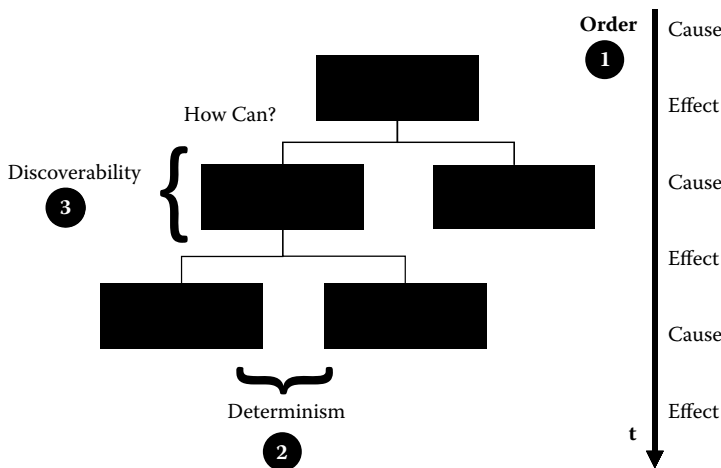 Order
1
Cause
Effect
How Can?
Discoverability
3
Cause
Effect
Cause
Determinism
2
Effect
t